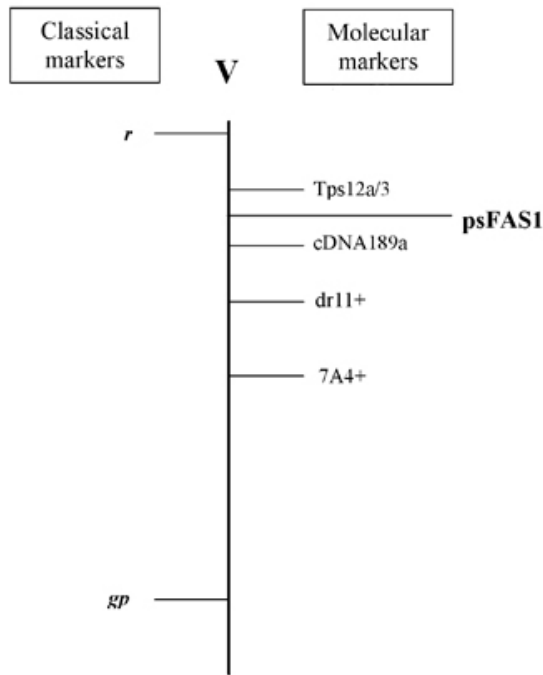 Classical
markers
V
Molecular
markers
r
Tps12a/3
psFAS1
cDNA189a
dr11+
7A4+
gp